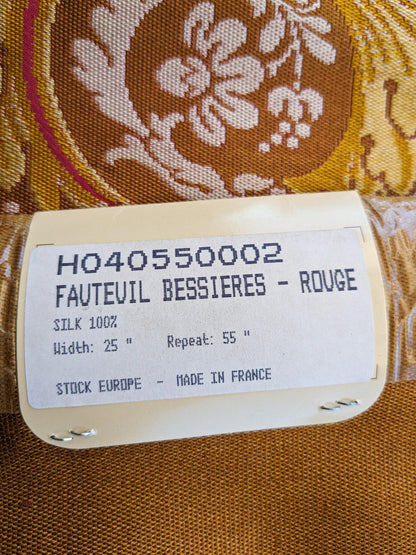 H040550002
FAUTEUIL BESSIERES - ROUGE
SILK 100%
Width: 25 " Repeat: 55 "
STOCK EUROPE - MADE IN FRANCE